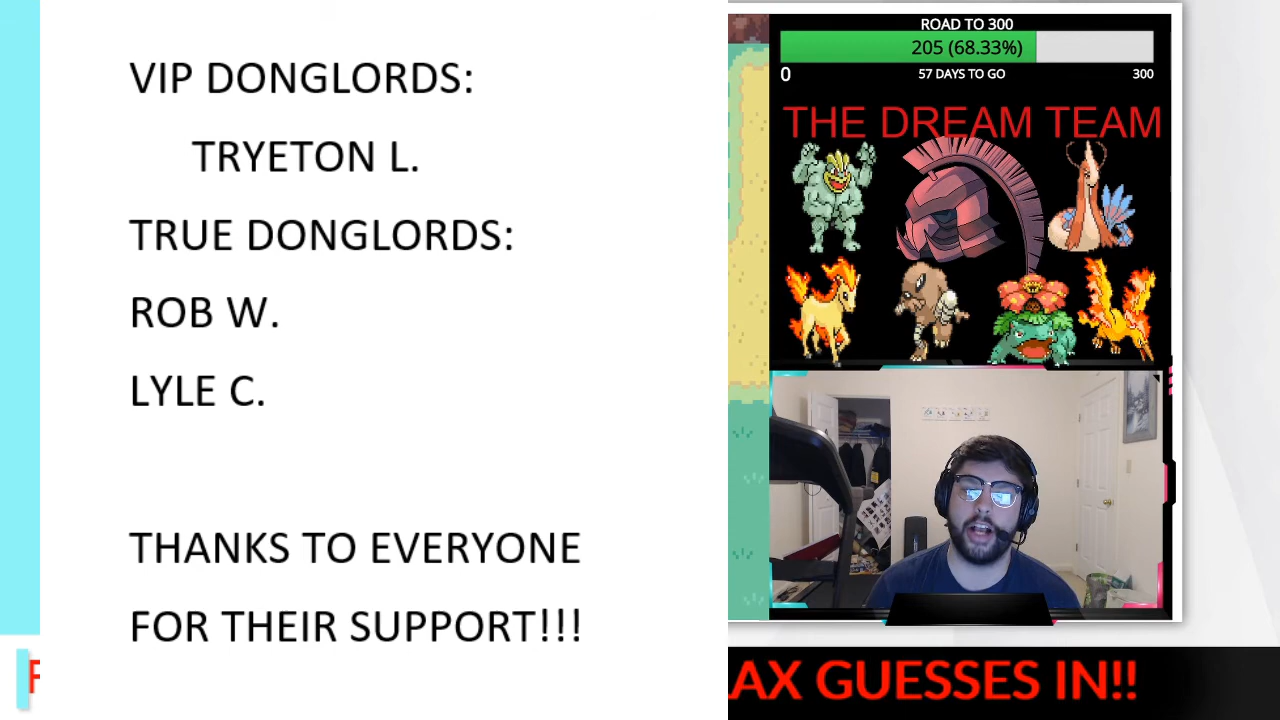 VIP DONGLORDS:
TRYETON L.
TRUE DONGLORDS:
ROB W.
LYLE C.
THANKS TO EVERYONE
FOR THEIR SUPPORT!!!
ROAD TO 300
205 (68.33%)
0 57 DAYS TO GO 300
THE DREAM TEAM
AX GUESSES IN!!